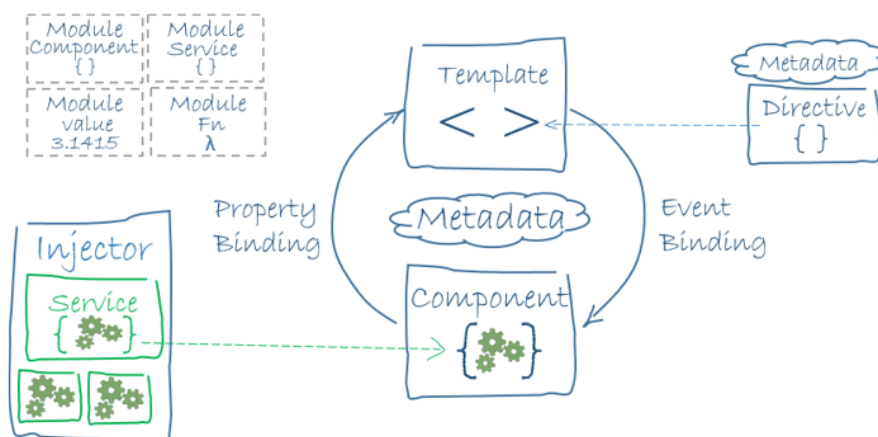 Module
Component
{ }
Module
Service
{ }
Module
value
3.1415
Module
Fn
λ
Template
< >
Metadata
Directive
{ }
Property
Binding
Metadata
Event
Binding
Injector
Service
{ }
Component
{ }